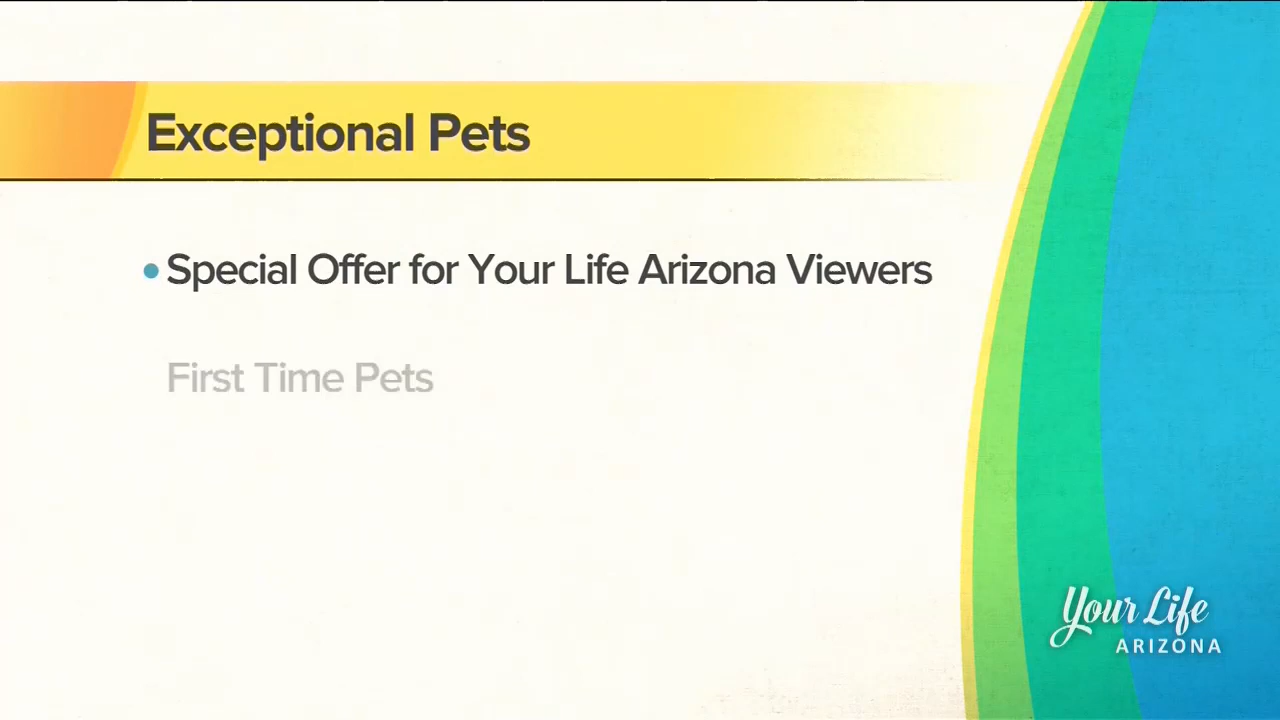 Exceptional Pets
• Special Offer for Your Life Arizona Viewers
First Time Pets
Your Life
ARIZONA